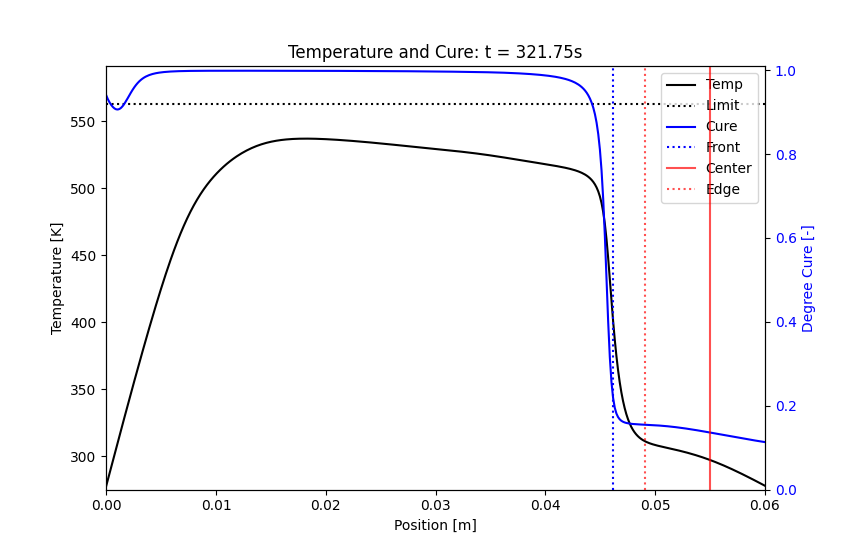 Temperature and Cure: t = 321.75s
Temp
Limit
Cure
Front
Center
Edge
Temperature [K]
550
500
450
400
350
300
Degree Cure [-]
1.0
0.8
0.6
0.4
0.2
0.0
0.00 0.01 0.02 0.03 0.04 0.05 0.06
Position [m]